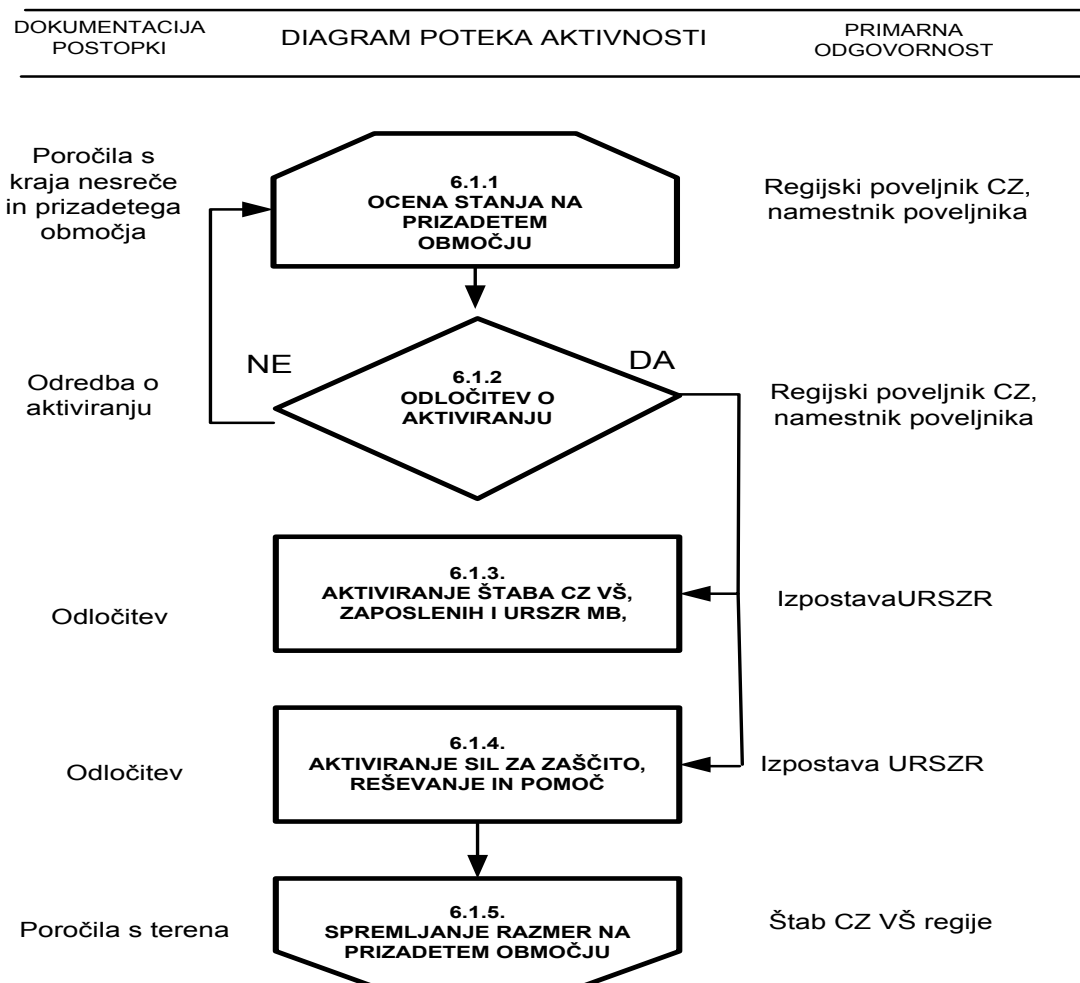 DOKUMENTACIJA
POSTOPKI
DIAGRAM POTEKA AKTIVNOSTI
PRIMARNA
ODGOVORNOST
Poročila s
kraja nesreče
in prizadetega
območja
6.1.1
OCENA STANJA NA
PRIZADETEM
OBMOČJU
Regijski poveljnik CZ,
namestnik poveljnika
NE
DA
Odredba o
aktiviranju
6.1.2
ODLOČITEV O
AKTIVIRANJU
Regijski poveljnik CZ,
namestnik poveljnika
Odločitev
6.1.3.
AKTIVIRANJE ŠTABA CZ VŠ,
ZAPOSLENIH I URSZR MB,
IzpostavaURSZR
Odločitev
6.1.4.
AKTIVIRANJE SIL ZA ZAŠČITO,
REŠEVANJE IN POMOČ
Izpostava URSZR
Poročila s terena
6.1.5.
SPREMLJANJE RAZMER NA
PRIZADETEM OBMOČJU
Štab CZ VŠ regije